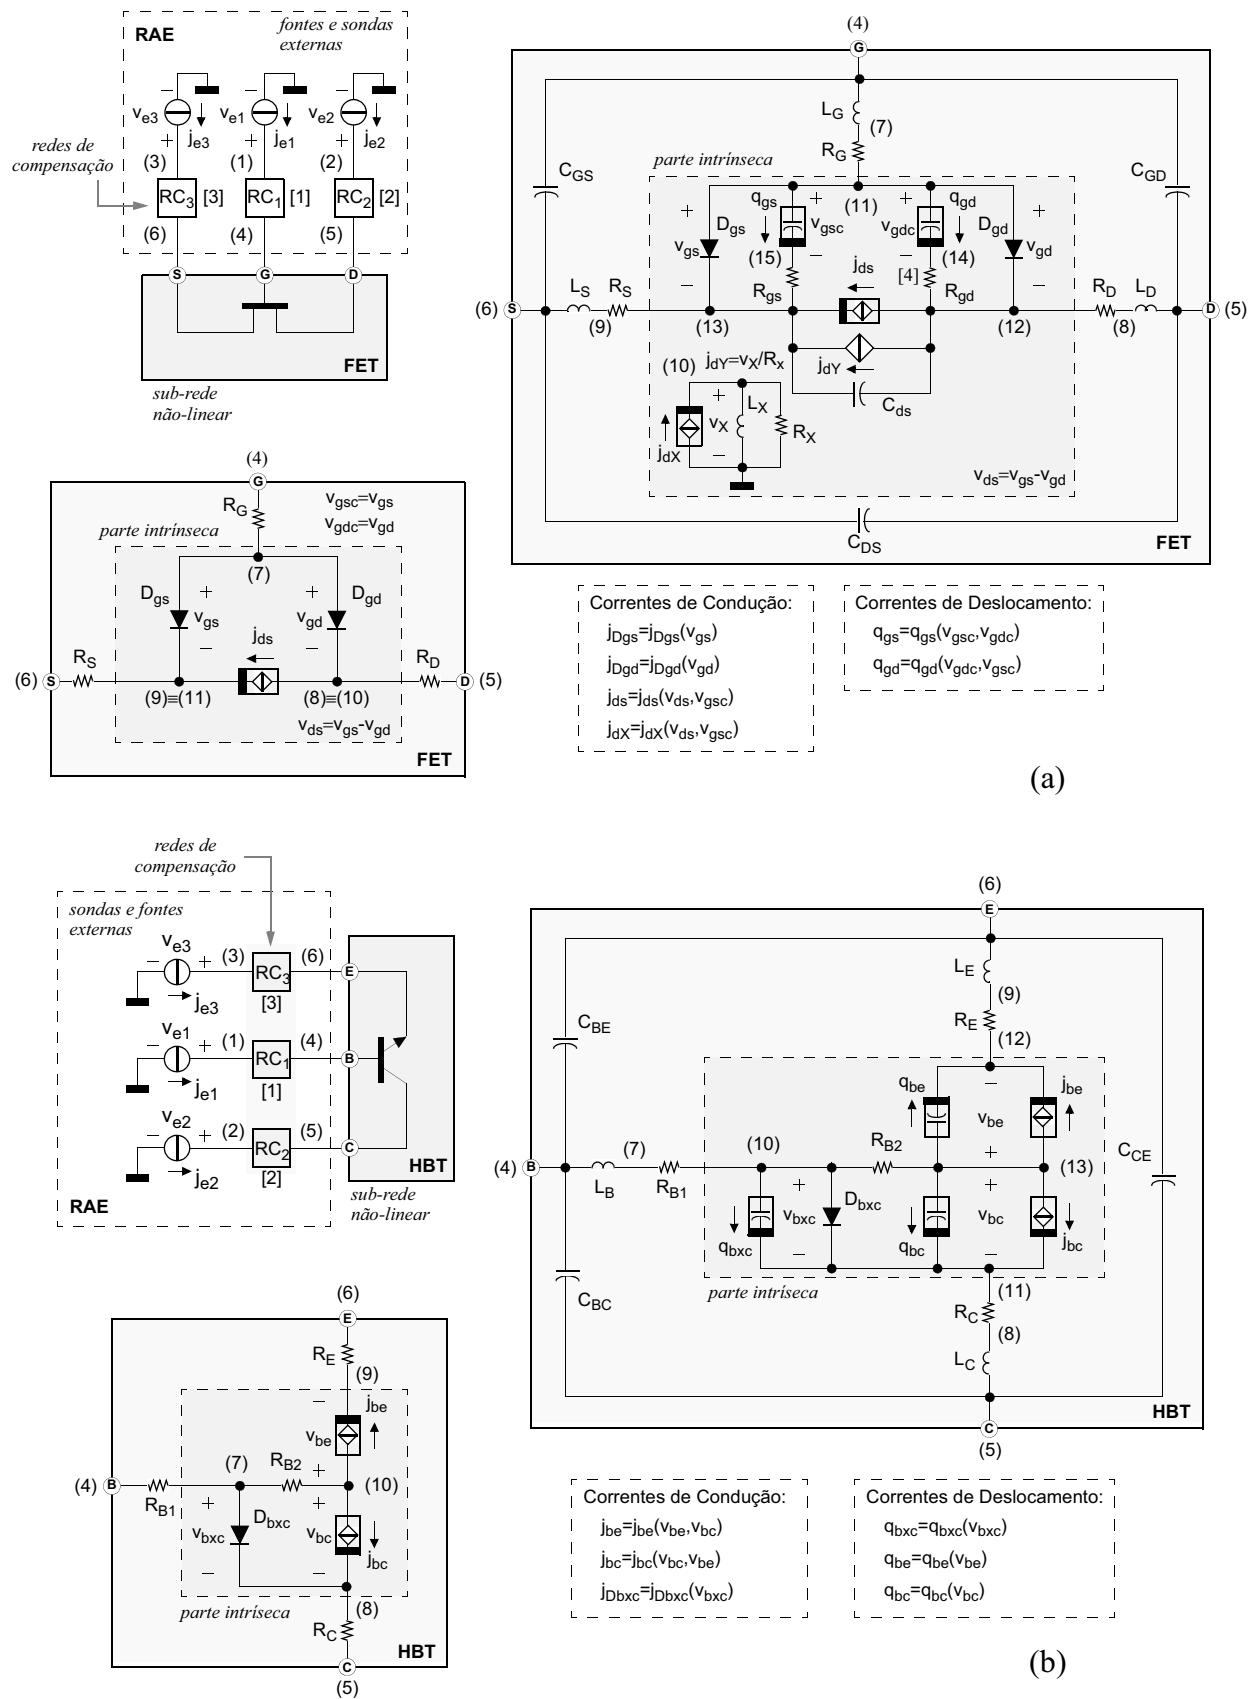 RAE
fontes e sondas
externas
v_e3 j_e3 v_e1 j_e1 v_e2 j_e2
redes de
compensação
(3) (1) (2)
RC_3 [3] RC_1 [1] RC_2 [2]
(6) (4) (5)
S G D
FET
sub-rede
não-linear
(4)
G
R_G
v_gsc=v_gs
v_gdc=v_gd
parte intrínseca
(7)
D_gs v_gs v_gd D_gd
j_ds
R_S R_D
(6) S D (5)
(9)≡(11) (8)≡(10)
v_ds=v_gs-v_gd
FET
(4)
G
L_G
(7)
R_G
parte intrínseca
C_GS C_GD
q_gs (11) q_gd
D_gs v_gsc v_gdc D_gd
v_gs (15) (14) v_gd
R_gs j_ds [4] R_gd
L_S R_S R_D L_D
(6) S D (5)
(9) (13) (12) (8)
(10) j_dY=v_X/R_x j_dY
C_ds
v_X L_X R_X
j_dX
v_ds=v_gs-v_gd
C_DS
FET
Correntes de Condução:
j_Dgs=j_Dgs(v_gs)
j_Dgd=j_Dgd(v_gd)
j_ds=j_ds(v_ds,v_gsc)
j_dX=j_dX(v_ds,v_gsc)
Correntes de Deslocamento:
q_gs=q_gs(v_gsc,v_gdc)
q_gd=q_gd(v_gdc,v_gsc)
(a)
redes de
compensação
sondas e fontes
externas
v_e3 (3) RC_3 (6) E
j_e3 [3]
v_e1 (1) RC_1 (4) B
j_e1 [1]
v_e2 (2) RC_2 (5) C
j_e2 [2]
RAE
HBT
sub-rede
não-linear
(6)
E
R_E
(9)
j_be
v_be
(7) R_B2
(4) B (10)
R_B1
D_bxc
v_bxc v_bc
j_bc
parte intríseca
(8)
R_C
HBT
C
(5)
(6)
E
L_E
(9)
C_BE R_E
(12)
q_be j_be
v_be
(7) (10) R_B2 (13) C_CE
(4) B
L_B R_B1
D_bxc
v_bxc v_bc
q_bxc q_bc j_bc
parte intríseca
C_BC (11)
R_C
(8)
L_C
HBT
C
(5)
Correntes de Condução:
j_be=j_be(v_be,v_bc)
j_bc=j_bc(v_bc,v_be)
j_Dbxc=j_Dbxc(v_bxc)
Correntes de Deslocamento:
q_bxc=q_bxc(v_bxc)
q_be=q_be(v_be)
q_bc=q_bc(v_bc)
(b)